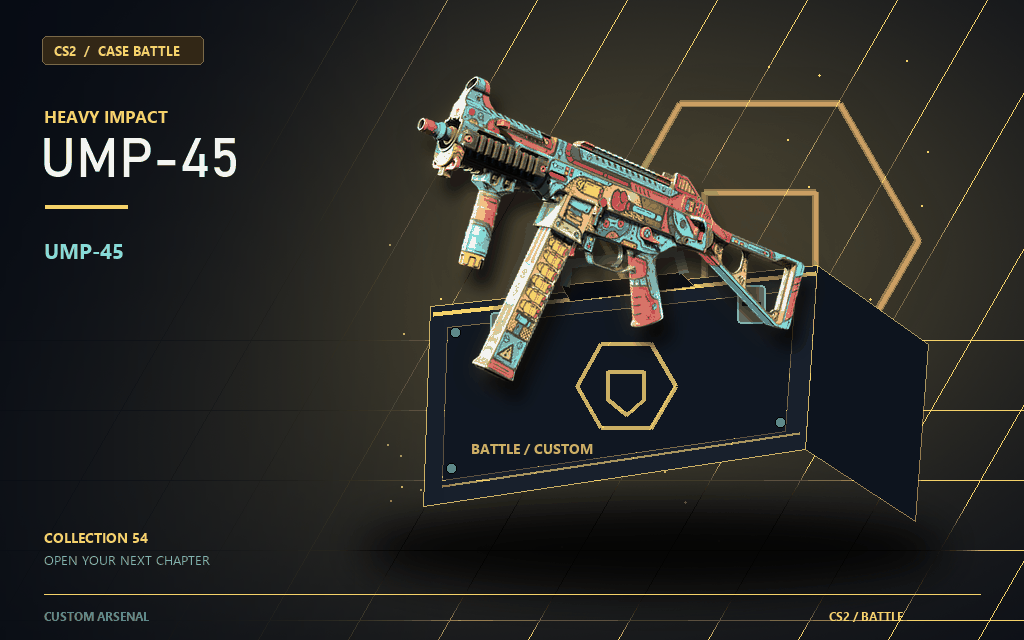 CS2 / CASE BATTLE
HEAVY IMPACT
UMP-45
UMP-45
BATTLE / CUSTOM
COLLECTION 54
OPEN YOUR NEXT CHAPTER
CUSTOM ARSENAL
CS2 / BATTLE